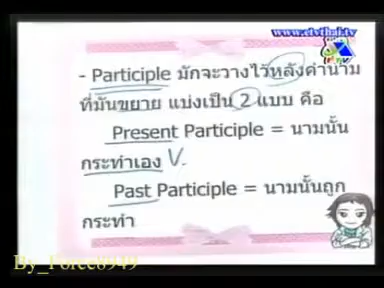 www.etvthai.tv
- Participle มักจะวางไว้หลังคำนาม
ที่มันขยาย แบ่งเป็น 2 แบบ คือ
Present Participle = นามนั้น
กระทำเอง V.
Past Participle = นามนั้นถูก
กระทำ
By_Force8949